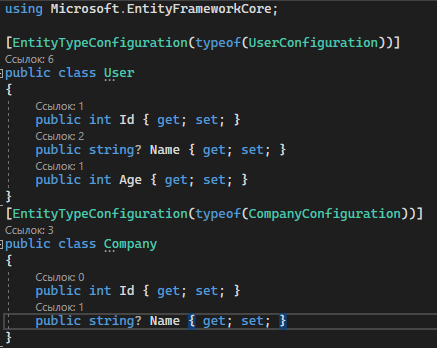 using Microsoft.EntityFrameworkCore;
[EntityTypeConfiguration(typeof(UserConfiguration))]
Ссылок: 6
public class User
{
Ссылок: 1
public int Id { get; set; }
Ссылок: 2
public string? Name { get; set; }
Ссылок: 1
public int Age { get; set; }
}
[EntityTypeConfiguration(typeof(CompanyConfiguration))]
Ссылок: 3
public class Company
{
Ссылок: 0
public int Id { get; set; }
Ссылок: 1
public string? Name { get; set; }
}